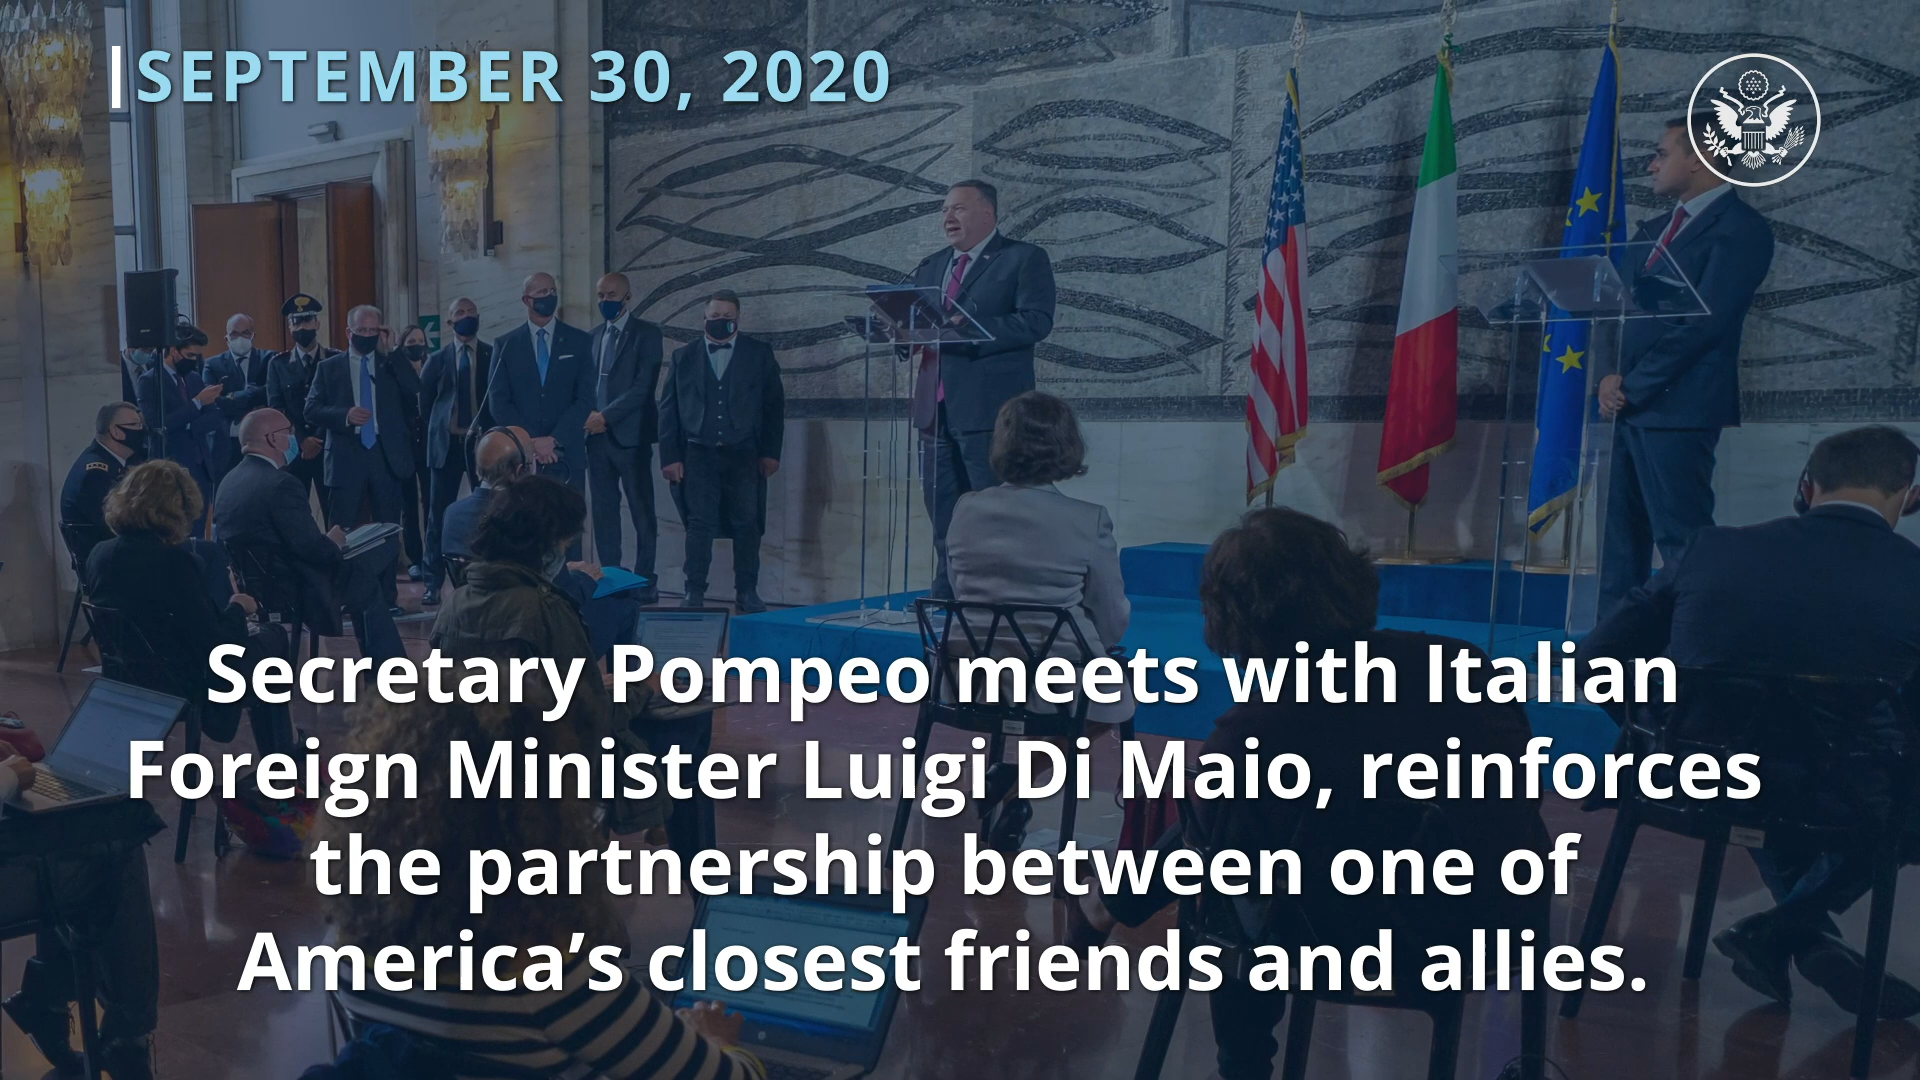 SEPTEMBER 30, 2020
Secretary Pompeo meets with Italian
Foreign Minister Luigi Di Maio, reinforces
the partnership between one of
America’s closest friends and allies.